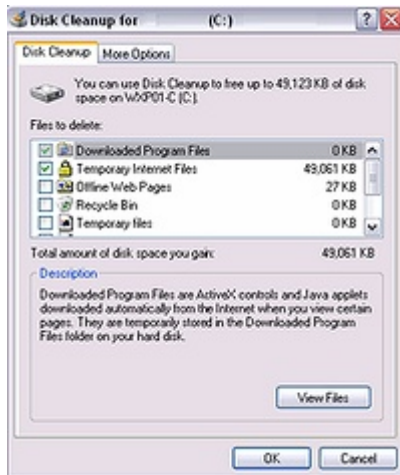 Disk Cleanup for (C:)
Disk Cleanup More Options
You can use Disk Cleanup to free up to 49,123 KB of disk
space on WXP01-C (C:).
Files to delete:
Downloaded Program Files 0 KB
Temporary Internet Files 49,061 KB
Offline Web Pages 27 KB
Recycle Bin 0 KB
Temporary files 0 KB
Total amount of disk space you gain: 49,061 KB
Description
Downloaded Program Files are ActiveX controls and Java applets
downloaded automatically from the Internet when you view certain
pages. They are temporarily stored in the Downloaded Program
Files folder on your hard disk.
View Files
OK Cancel